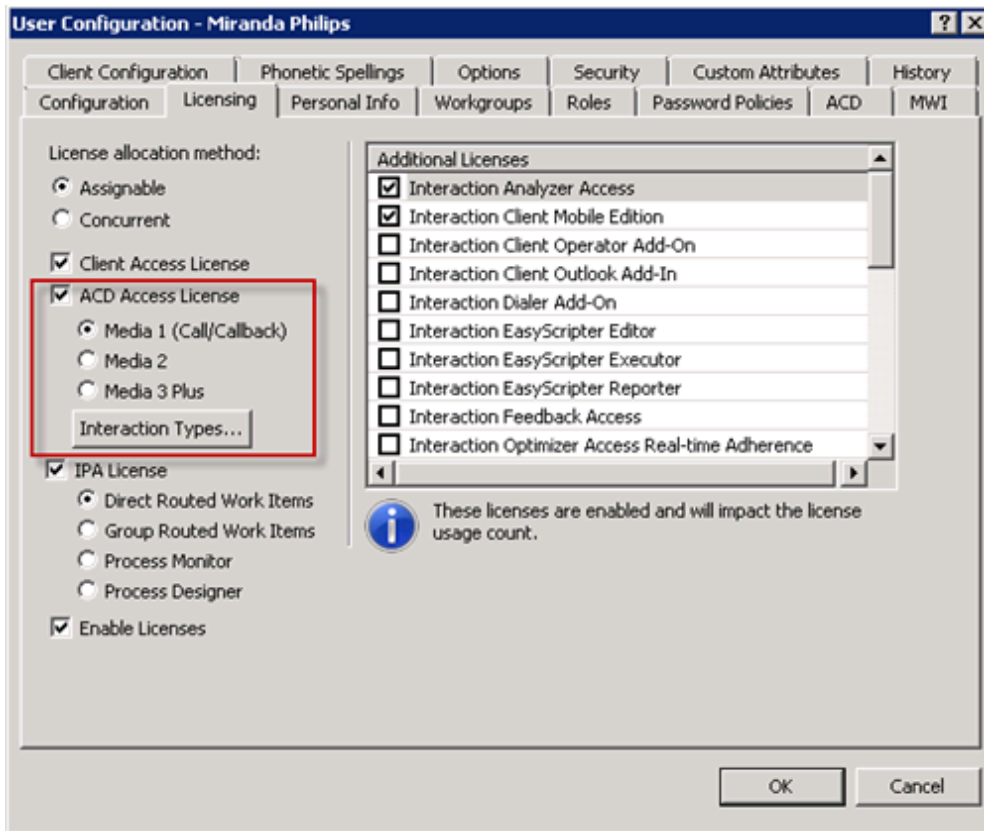 User Configuration - Miranda Philips
Client Configuration Phonetic Spellings Options Security Custom Attributes History
Configuration Licensing Personal Info Workgroups Roles Password Policies ACD MWI
License allocation method:
Assignable
Concurrent
Client Access License
ACD Access License
Media 1 (Call/Callback)
Media 2
Media 3 Plus
Interaction Types...
IPA License
Direct Routed Work Items
Group Routed Work Items
Process Monitor
Process Designer
Enable Licenses
Additional Licenses
Interaction Analyzer Access
Interaction Client Mobile Edition
Interaction Client Operator Add-On
Interaction Client Outlook Add-In
Interaction Dialer Add-On
Interaction EasyScripter Editor
Interaction EasyScripter Executor
Interaction EasyScripter Reporter
Interaction Feedback Access
Interaction Optimizer Access Real-time Adherence
These licenses are enabled and will impact the license
usage count.
OK Cancel